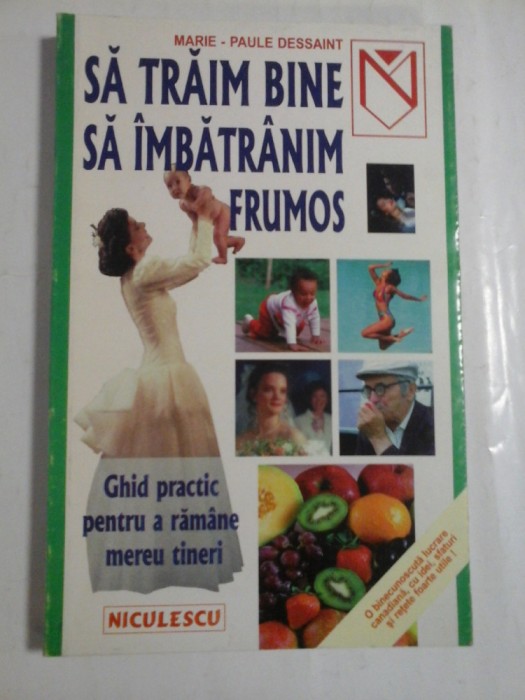 MARIE - PAULE DESSAINT
SĂ TRĂIM BINE
SĂ ÎMBĂTRÂNIM
FRUMOS
Ghid practic
pentru a rămâne
mereu tineri
O binecunoscută lucrare
canadiană, cu idei, sfaturi
și rețete foarte utile !
NICULESCU